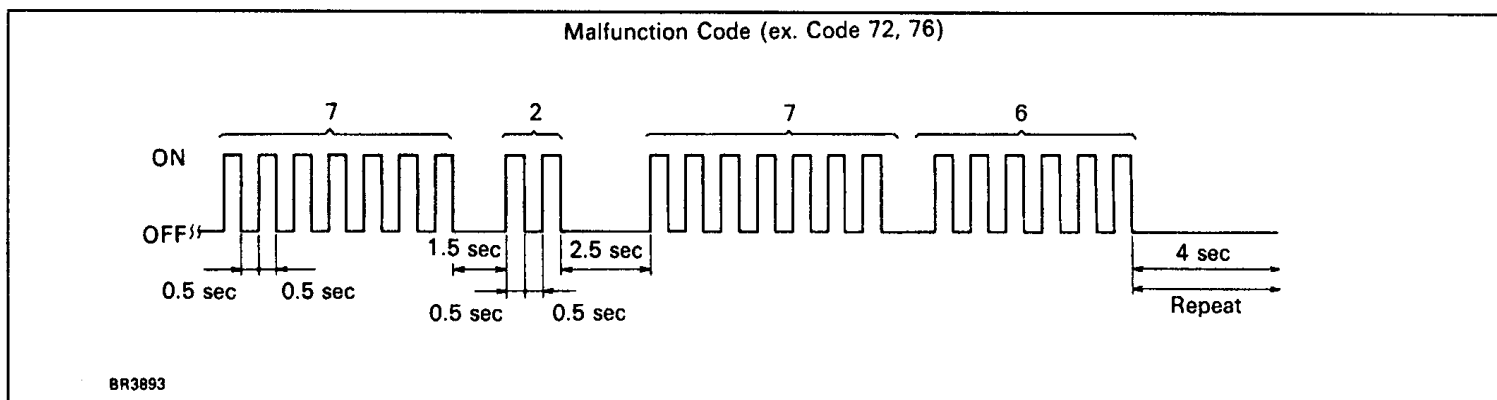 Malfunction Code (ex. Code 72, 76)
7 2 7 6
ON
OFF
1.5 sec 2.5 sec 4 sec
0.5 sec 0.5 sec 0.5 sec 0.5 sec Repeat
BR3893